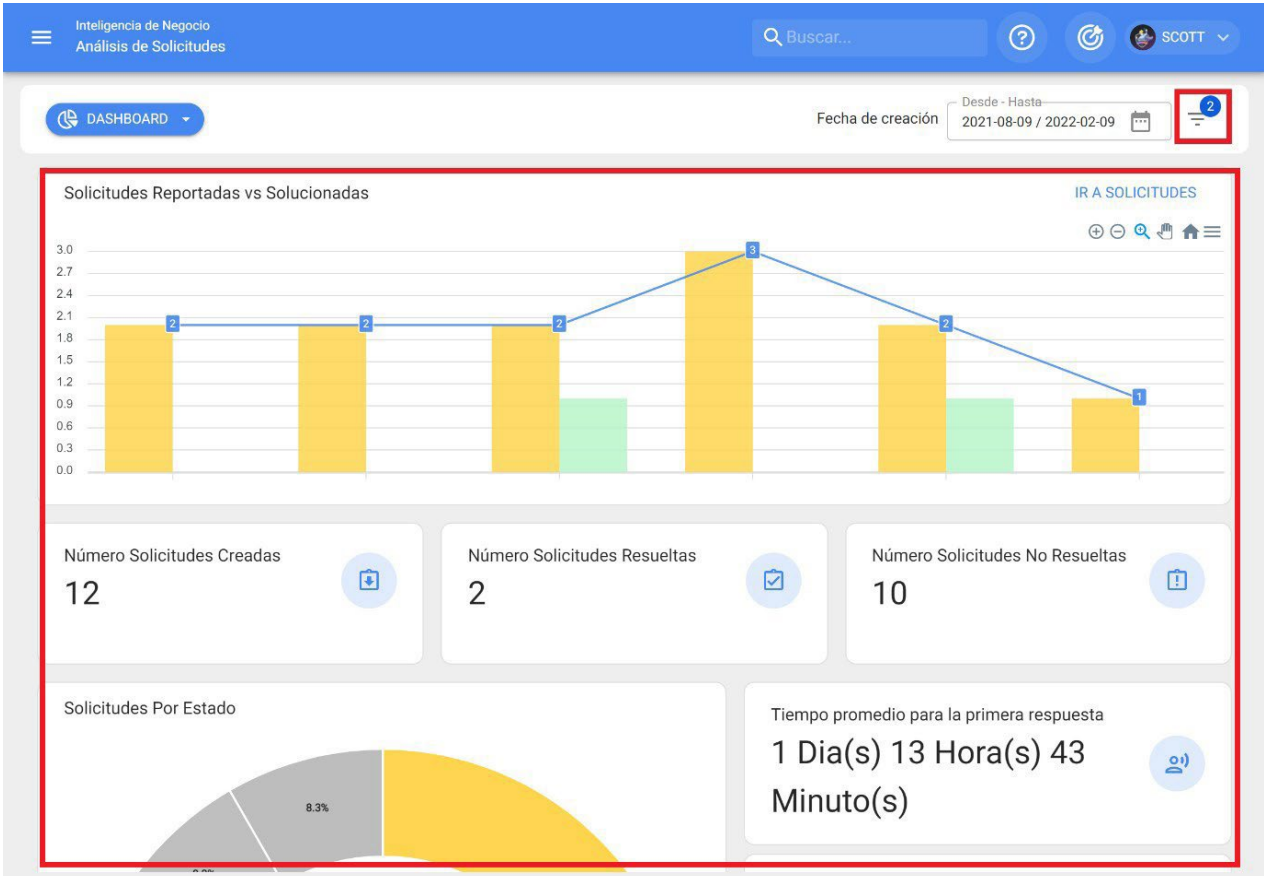 Inteligencia de Negocio
Análisis de Solicitudes
Buscar...
SCOTT
DASHBOARD
Fecha de creación
Desde - Hasta
2021-08-09 / 2022-02-09
2
Solicitudes Reportadas vs Solucionadas
IR A SOLICITUDES
3.0
2.7
2.4
2.1
1.8
1.5
1.2
0.9
0.6
0.3
0.0
2
2
2
3
2
1
Número Solicitudes Creadas
12
Número Solicitudes Resueltas
2
Número Solicitudes No Resueltas
10
Solicitudes Por Estado
8.3%
Tiempo promedio para la primera respuesta
1 Dia(s) 13 Hora(s) 43
Minuto(s)